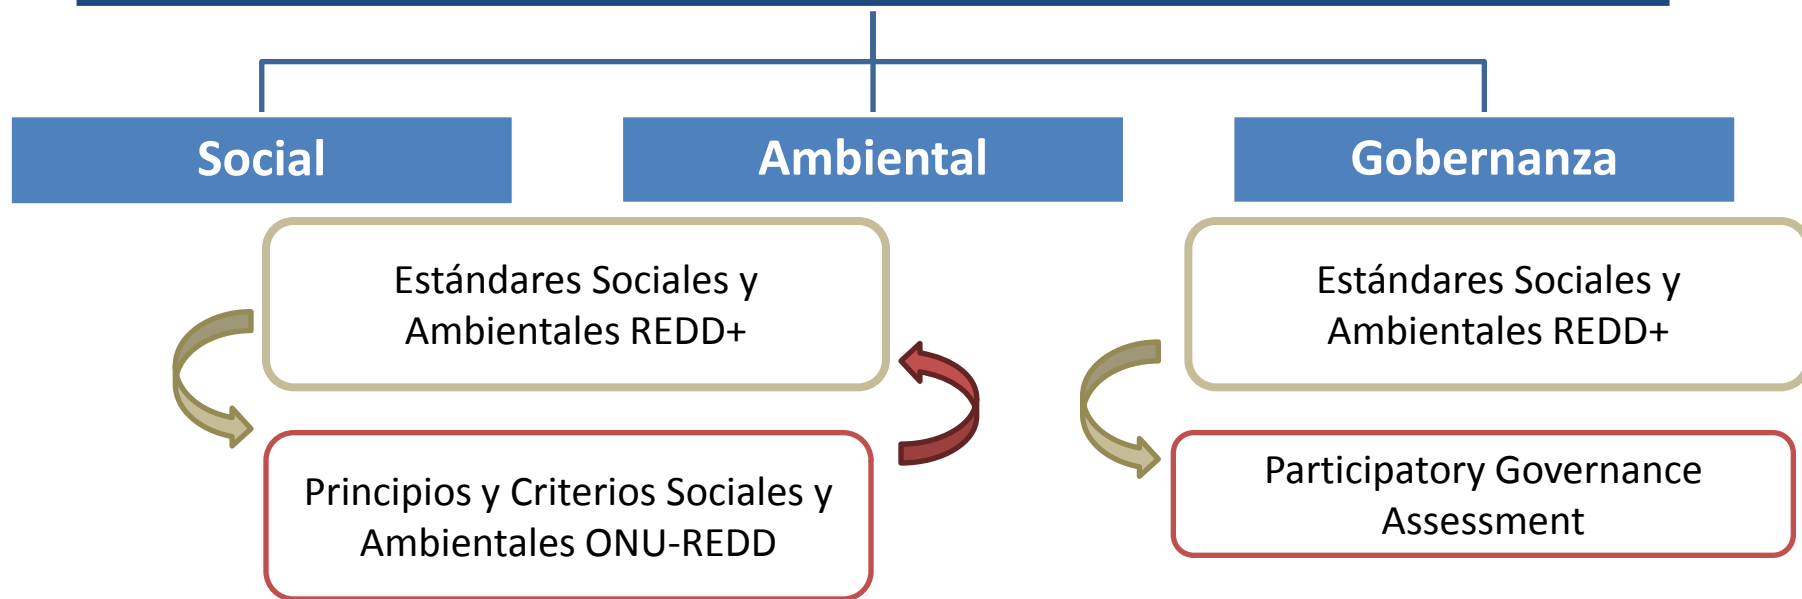 Social
Ambiental
Gobernanza
Estándares Sociales y
Ambientales REDD+
Principios y Criterios Sociales y
Ambientales ONU-REDD
Estándares Sociales y
Ambientales REDD+
Participatory Governance
Assessment